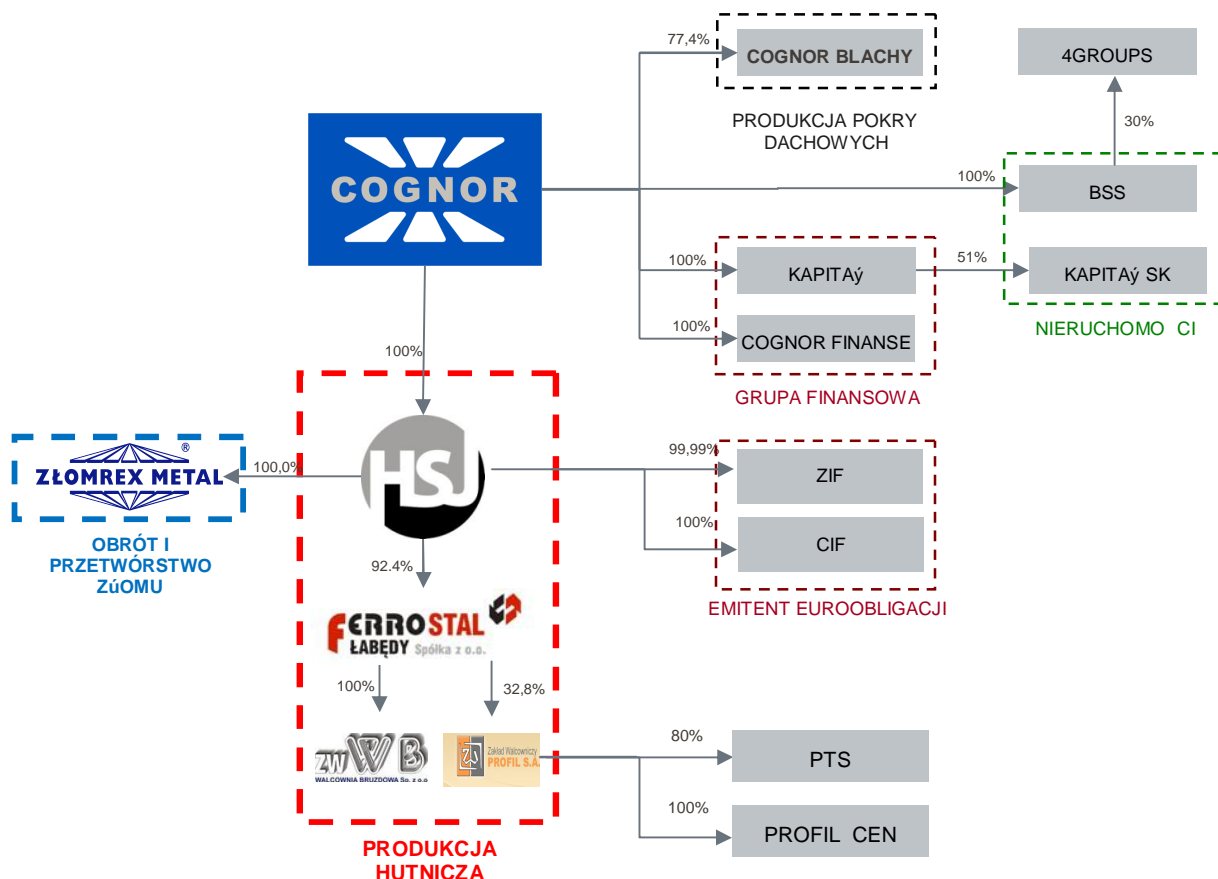 77,4%
COGNOR BLACHY
4GROUPS
PRODUKCJA POKRY
DACHOWYCH
30%
COGNOR
100%
BSS
100%
KAPITAý
51%
KAPITAý SK
100%
COGNOR FINANSE
NIERUCHOMO CI
GRUPA FINANSOWA
100%
HSJ
100,0%
ZŁOMREX METAL®
OBRÓT I
PRZETWÓRSTWO
ZúOMU
99,99%
ZIF
100%
CIF
EMITENT EUROOBLIGACJI
92.4%
FERROSTAL
ŁABĘDY Spółka z o.o.
100%
32,8%
ZWWB
WALCOWNIA BRUZDOWA Sp. z o.o
Zakład Walcowniczy
PROFIL S.A.
80%
PTS
100%
PROFIL CEN
PRODUKCJA
HUTNICZA